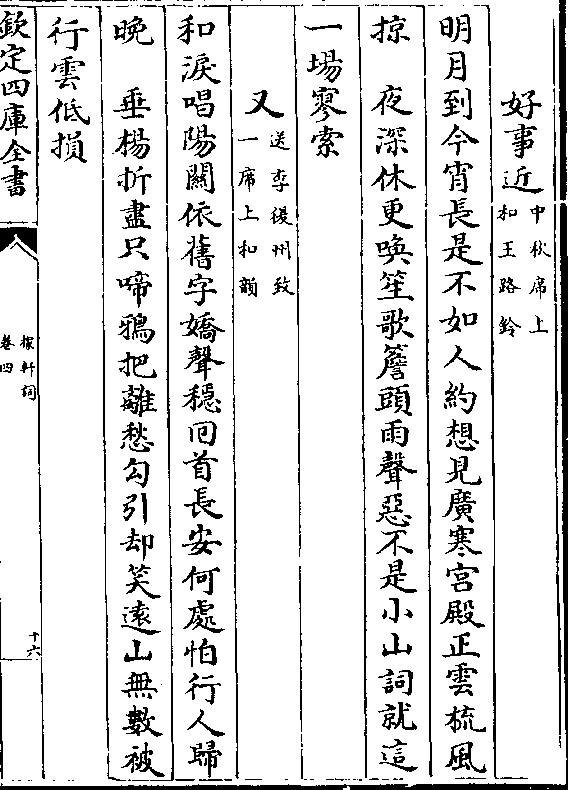 好事近中秋席上
和王路鈐
明月到今宵長是不如人約想見廣寒宮殿正雲梳風
掠　夜深休更喚笙歌簷頭雨聲惡不是小山詞就這
一場寥索
又送李復州致
一席上和韻
和淚唱陽關依舊字嬌聲穩回首長安何處怕行人歸
晚　垂楊折盡只啼鴉把離愁勾引却笑遠山無數被
行雲低損
欽定四庫全書
稼軒詞
卷四
十六